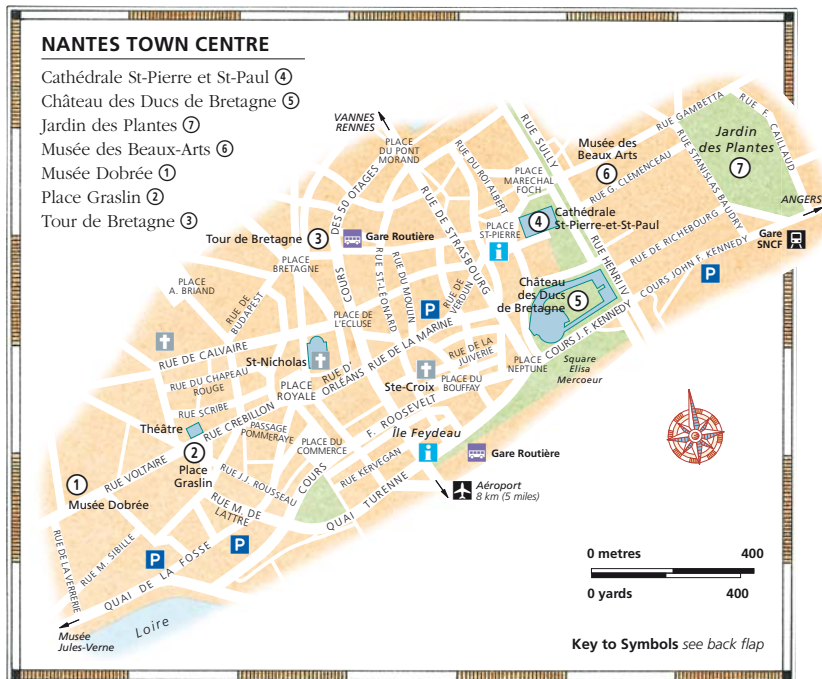 NANTES TOWN CENTRE
Cathédrale St-Pierre et St-Paul ④
Château des Ducs de Bretagne ⑤
Jardin des Plantes ⑦
Musée des Beaux-Arts ⑥
Musée Dobrée ①
Place Graslin ②
Tour de Bretagne ③
VANNES
RENNES
PLACE
DU PONT
MORAND
RUE SULLY
RUE GAMBETTA
RUE F. CAILLAUD
Musée des
Beaux Arts
⑥
Jardin
des Plantes
⑦
RUE DU ROI ALBERT
PLACE
MARECHAL
FOCH
RUE G. CLEMENCEAU
RUE STANISLAS BAUDRY
ANGERS
COURS DES 50 OTAGES
RUE DE STRASBOURG
PLACE
ST-PIERRE
④
Cathédrale
St-Pierre-et-St-Paul
Gare
SNCF
Tour de Bretagne ③
Gare Routière
i
RUE HENRI IV
RUE DE RICHEBOURG
COURS JOHN F. KENNEDY
P
PLACE
BRETAGNE
RUE ST-LÉONARD
RUE DU MOULIN
RUE DE
VERDUN
PLACE
A. BRIAND
RUE DE
BUDAPEST
Château
des Ducs
de Bretagne
⑤
P
PLACE DE
L'ECLUSE
RUE DE LA MARINE
COURS J. F. KENNEDY
RUE DE CALVAIRE
St-Nicholas
RUE D'
ORLÉANS
RUE DE LA
JUIVERIE
PLACE
NEPTUNE
Square
Elisa
Mercoeur
RUE DU CHAPEAU
ROUGE
PLACE
ROYALE
Ste-Croix
PLACE DU
BOUFFAY
RUE SCRIBE
Théâtre
RUE CREBILLON
PASSAGE
POMMERAYE
PLACE DU
COMMERCE
COURS F. ROOSEVELT
Île Feydeau
i
Gare Routière
②
Place
Graslin
RUE VOLTAIRE
RUE J.J. ROUSSEAU
RUE KERVEGAN
①
Musée Dobrée
QUAI TURENNE
Aéroport
8 km (5 miles)
RUE M. DE
LATTRE
P
P
RUE DE LA VERRERIE
RUE M. SIBILLE
QUAI DE LA FOSSE
0 metres 400
0 yards 400
Loire
Musée
Jules-Verne
Key to Symbols see back flap